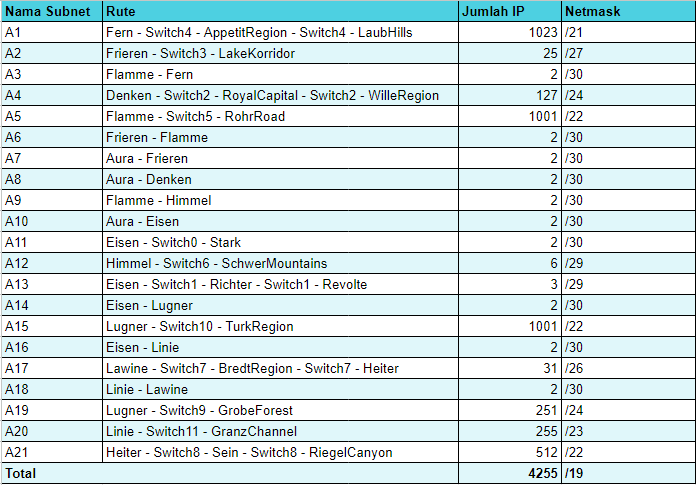 Nama Subnet Rute Jumlah IP Netmask
A1 Fern - Switch4 - AppetitRegion - Switch4 - LaubHills 1023 /21
A2 Frieren - Switch3 - LakeKorridor 25 /27
A3 Flamme - Fern 2 /30
A4 Denken - Switch2 - RoyalCapital - Switch2 - WilleRegion 127 /24
A5 Flamme - Switch5 - RohrRoad 1001 /22
A6 Frieren - Flamme 2 /30
A7 Aura - Frieren 2 /30
A8 Aura - Denken 2 /30
A9 Flamme - Himmel 2 /30
A10 Aura - Eisen 2 /30
A11 Eisen - Switch0 - Stark 2 /30
A12 Himmel - Switch6 - SchwerMountains 6 /29
A13 Eisen - Switch1 - Richter - Switch1 - Revolte 3 /29
A14 Eisen - Lugner 2 /30
A15 Lugner - Switch10 - TurkRegion 1001 /22
A16 Eisen - Linie 2 /30
A17 Lawine - Switch7 - BredtRegion - Switch7 - Heiter 31 /26
A18 Linie - Lawine 2 /30
A19 Lugner - Switch9 - GrobeForest 251 /24
A20 Linie - Switch11 - GranzChannel 255 /23
A21 Heiter - Switch8 - Sein - Switch8 - RiegelCanyon 512 /22
Total 4255 /19